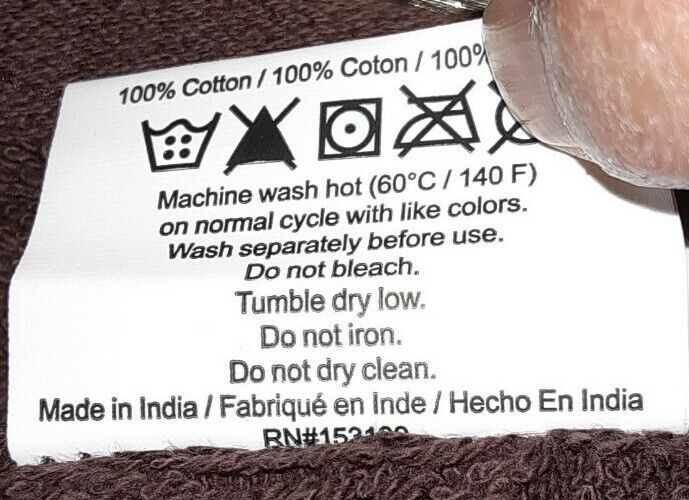 100% Cotton / 100% Coton / 100%
Machine wash hot (60°C / 140 F)
on normal cycle with like colors.
Wash separately before use.
Do not bleach.
Tumble dry low.
Do not iron.
Do not dry clean.
Made in India / Fabriqué en Inde / Hecho En India